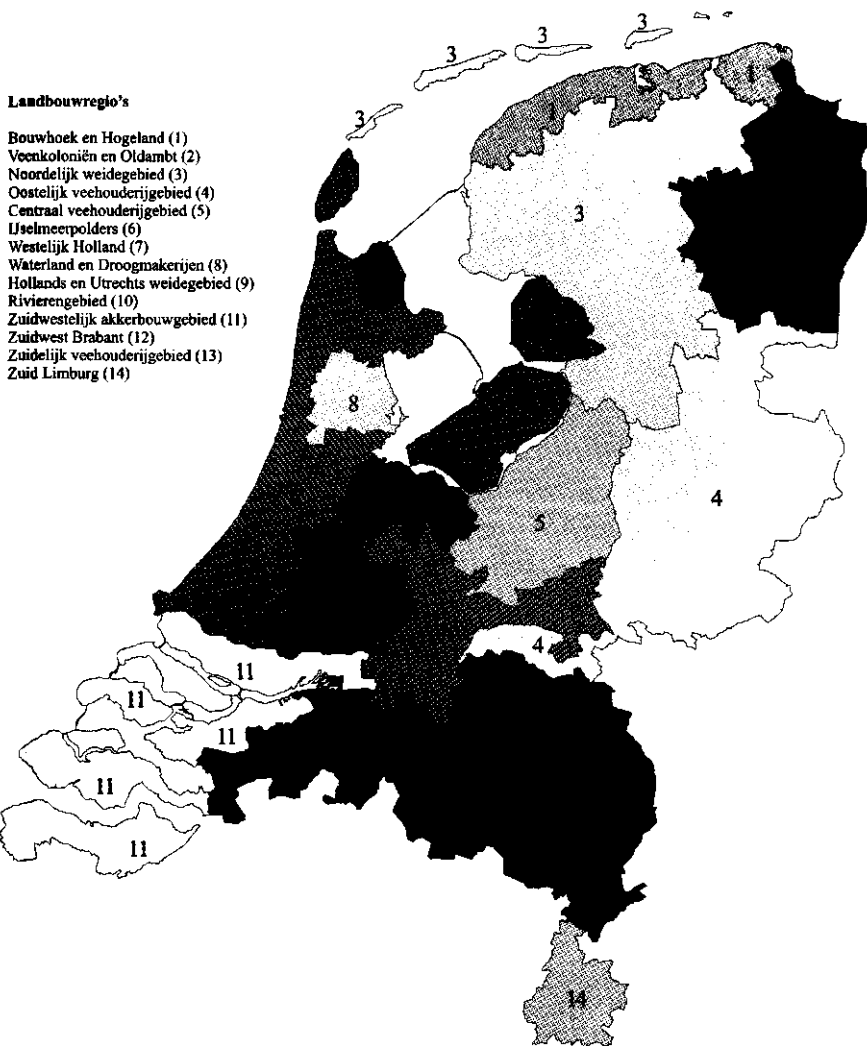 Landbouwregio's
Bouwhoek en Hogeland (1)
Veenkoloniën en Oldambt (2)
Noordelijk weidegebied (3)
Oostelijk veehouderijgebied (4)
Centraal veehouderijgebied (5)
IJselmeerpolders (6)
Westelijk Holland (7)
Waterland en Droogmakerijen (8)
Hollands en Utrechts weidegebied (9)
Rivierengebied (10)
Zuidwestelijk akkerbouwgebied (11)
Zuidwest Brabant (12)
Zuidelijk veehouderijgebied (13)
Zuid Limburg (14)
3
3
3
3
1
1
3
8
4
5
4
11
11
11
11
11
14